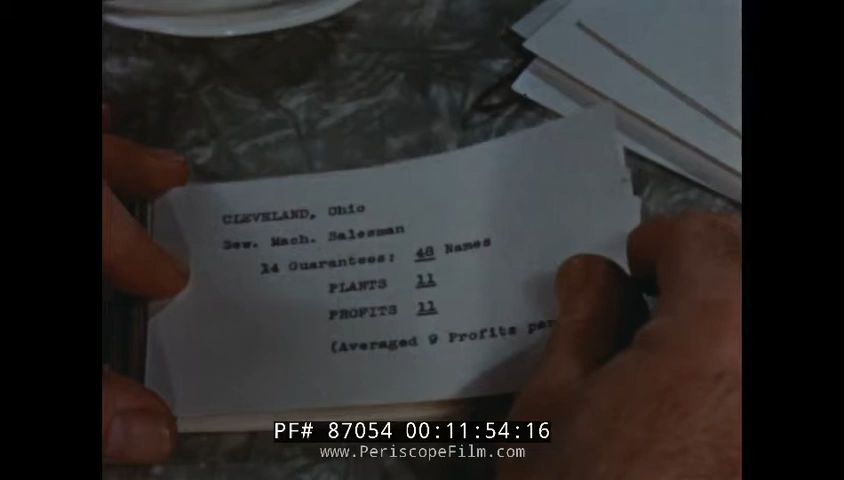 CLEVELAND, Ohio
Sew. Mach. Salesman
14 Guarantees: 48 Names
PLANTS 11
PROFITS 11
(Averaged 9 Profits per
PF# 87054 00:11:54:16
www.PeriscopeFilm.com